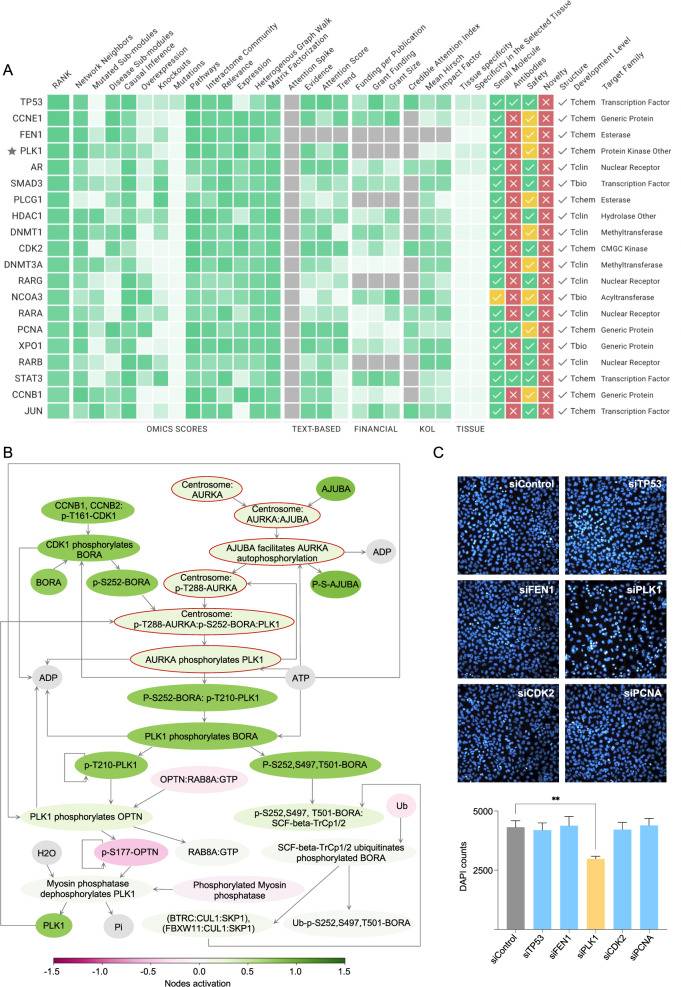 A
RANK
Network Neighbors
Mutated Sub-modules
Disease Sub-modules
Causal Inference
Overexpression
Knockouts
Mutations
Pathways
Interactome Community
Relevance
Expression
Heterogenous Graph Walk
Matrix Factorization
Attention Spike
Evidence
Attention Score
Trend
Funding per Publication
Grant Funding
Grant Size
Credible Attention Index
Mean Hirsch
Impact Factor
Tissue specificity
Specificity in the Selected Tissue
Small Molecule
Antibodies
Safety
Novelty
Structure
Development Level
Target Family
TP53 Tchem Transcription Factor
CCNE1 Tchem Generic Protein
FEN1 Tchem Esterase
★ PLK1 Tchem Protein Kinase Other
AR Tclin Nuclear Receptor
SMAD3 Tbio Transcription Factor
PLCG1 Tchem Esterase
HDAC1 Tclin Hydrolase Other
DNMT1 Tclin Methyltransferase
CDK2 Tchem CMGC Kinase
DNMT3A Tclin Methyltransferase
RARG Tclin Nuclear Receptor
NCOA3 Tbio Acyltransferase
RARA Tclin Nuclear Receptor
PCNA Tchem Generic Protein
XPO1 Tbio Generic Protein
RARB Tclin Nuclear Receptor
STAT3 Tchem Transcription Factor
CCNB1 Tchem Generic Protein
JUN Tchem Transcription Factor
OMICS SCORES TEXT-BASED FINANCIAL KOL TISSUE
B
Centrosome:
AURKA
AJUBA
CCNB1, CCNB2:
p-T161-CDK1
Centrosome:
AURKA:AJUBA
CDK1 phosphorylates
BORA
AJUBA facilitates AURKA
autophosphorylation
ADP
BORA
p-S252-BORA
Centrosome:
p-T288-AURKA
P-S-AJUBA
Centrosome:
p-T288-AURKA:p-S252-BORA:PLK1
AURKA phosphorylates PLK1
ADP
ATP
P-S252-BORA: p-T210-PLK1
PLK1 phosphorylates BORA
p-T210-PLK1
P-S252,S497,T501-BORA
OPTN:RAB8A:GTP
PLK1 phosphorylates OPTN
p-S252,S497, T501-BORA:
SCF-beta-TrCp1/2
Ub
H2O
p-S177-OPTN
RAB8A:GTP
SCF-beta-TrCp1/2 ubiquitinates
phosphorylated BORA
Myosin phosphatase
dephosphorylates PLK1
Phosphorylated Myosin
phosphatase
PLK1
Pi
(BTRC:CUL1:SKP1),
(FBXW11:CUL1:SKP1)
Ub-p-S252,S497,T501-BORA
-1.5 -1.0 -0.5 0.0 0.5 1.0 1.5
Nodes activation
C
siControl siTP53
siFEN1 siPLK1
siCDK2 siPCNA
**
5000
2500
DAPI counts
siControl
siTP53
siFEN1
siPLK1
siCDK2
siPCNA